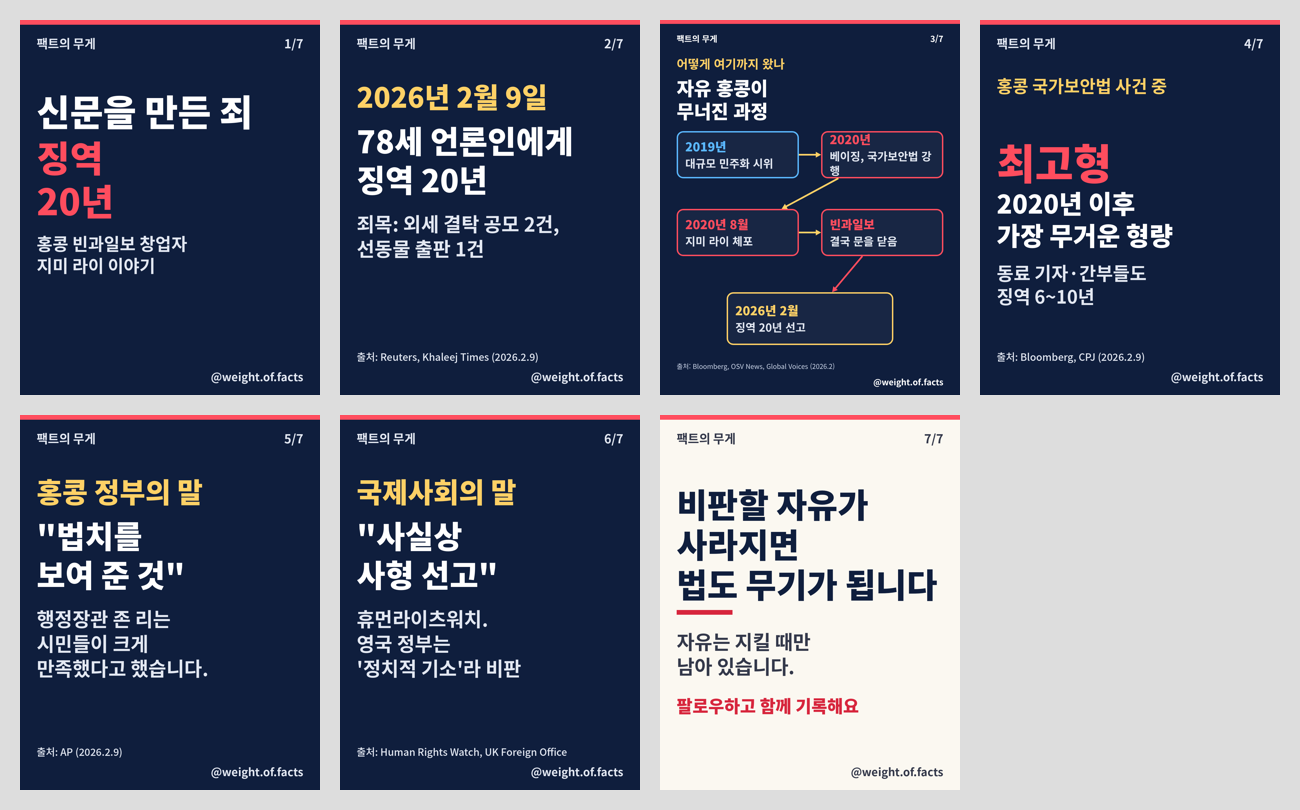 팩트의 무게
1/7
신문을 만든 죄
징역
20년
홍콩 빈과일보 창업자
지미 라이 이야기
@weight.of.facts
팩트의 무게
2/7
2026년 2월 9일
78세 언론인에게
징역 20년
죄목: 외세 결탁 공모 2건,
선동물 출판 1건
출처: Reuters, Khaleej Times (2026.2.9)
@weight.of.facts
팩트의 무게
3/7
어떻게 여기까지 왔나
자유 홍콩이
무너진 과정
2019년
대규모 민주화 시위
2020년
베이징, 국가보안법 강
행
2020년 8월
지미 라이 체포
빈과일보
결국 문을 닫음
2026년 2월
징역 20년 선고
출처: Bloomberg, OSV News, Global Voices (2026.2)
@weight.of.facts
팩트의 무게
4/7
홍콩 국가보안법 사건 중
최고형
2020년 이후
가장 무거운 형량
동료 기자·간부들도
징역 6~10년
출처: Bloomberg, CPJ (2026.2.9)
@weight.of.facts
팩트의 무게
5/7
홍콩 정부의 말
"법치를
보여 준 것"
행정장관 존 리는
시민들이 크게
만족했다고 했습니다.
출처: AP (2026.2.9)
@weight.of.facts
팩트의 무게
6/7
국제사회의 말
"사실상
사형 선고"
휴먼라이츠워치.
영국 정부는
'정치적 기소'라 비판
출처: Human Rights Watch, UK Foreign Office
@weight.of.facts
팩트의 무게
7/7
비판할 자유가
사라지면
법도 무기가 됩니다
자유는 지킬 때만
남아 있습니다.
팔로우하고 함께 기록해요
@weight.of.facts